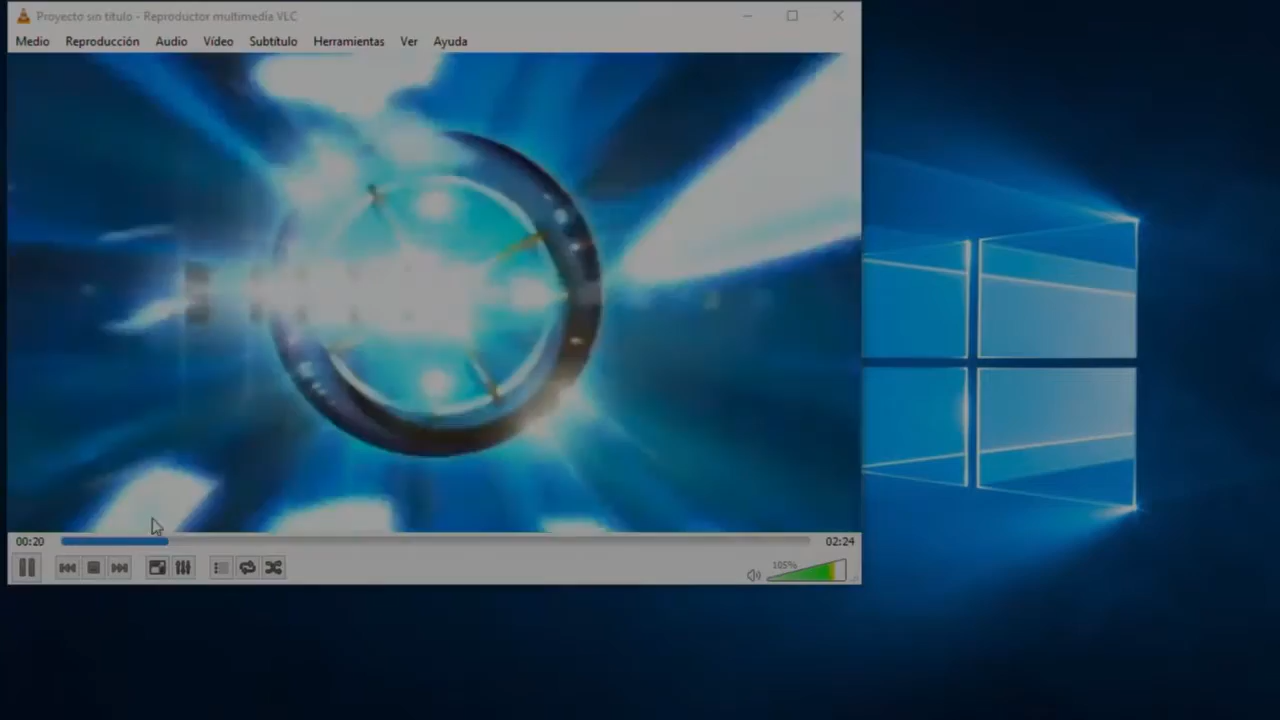 Proyecto sin título - Reproductor multimedia VLC
Medio Reproducción Audio Vídeo Subtítulo Herramientas Ver Ayuda
00:20 02:24
105%